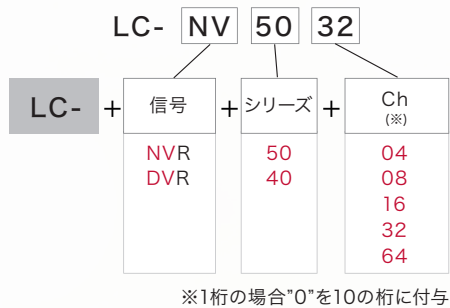 LC- NV 50 32
LC- + 信号 + シリーズ + Ch
(※)
NVR 50 04
DVR 40 08
16
32
64
※1桁の場合”0”を10の桁に付与